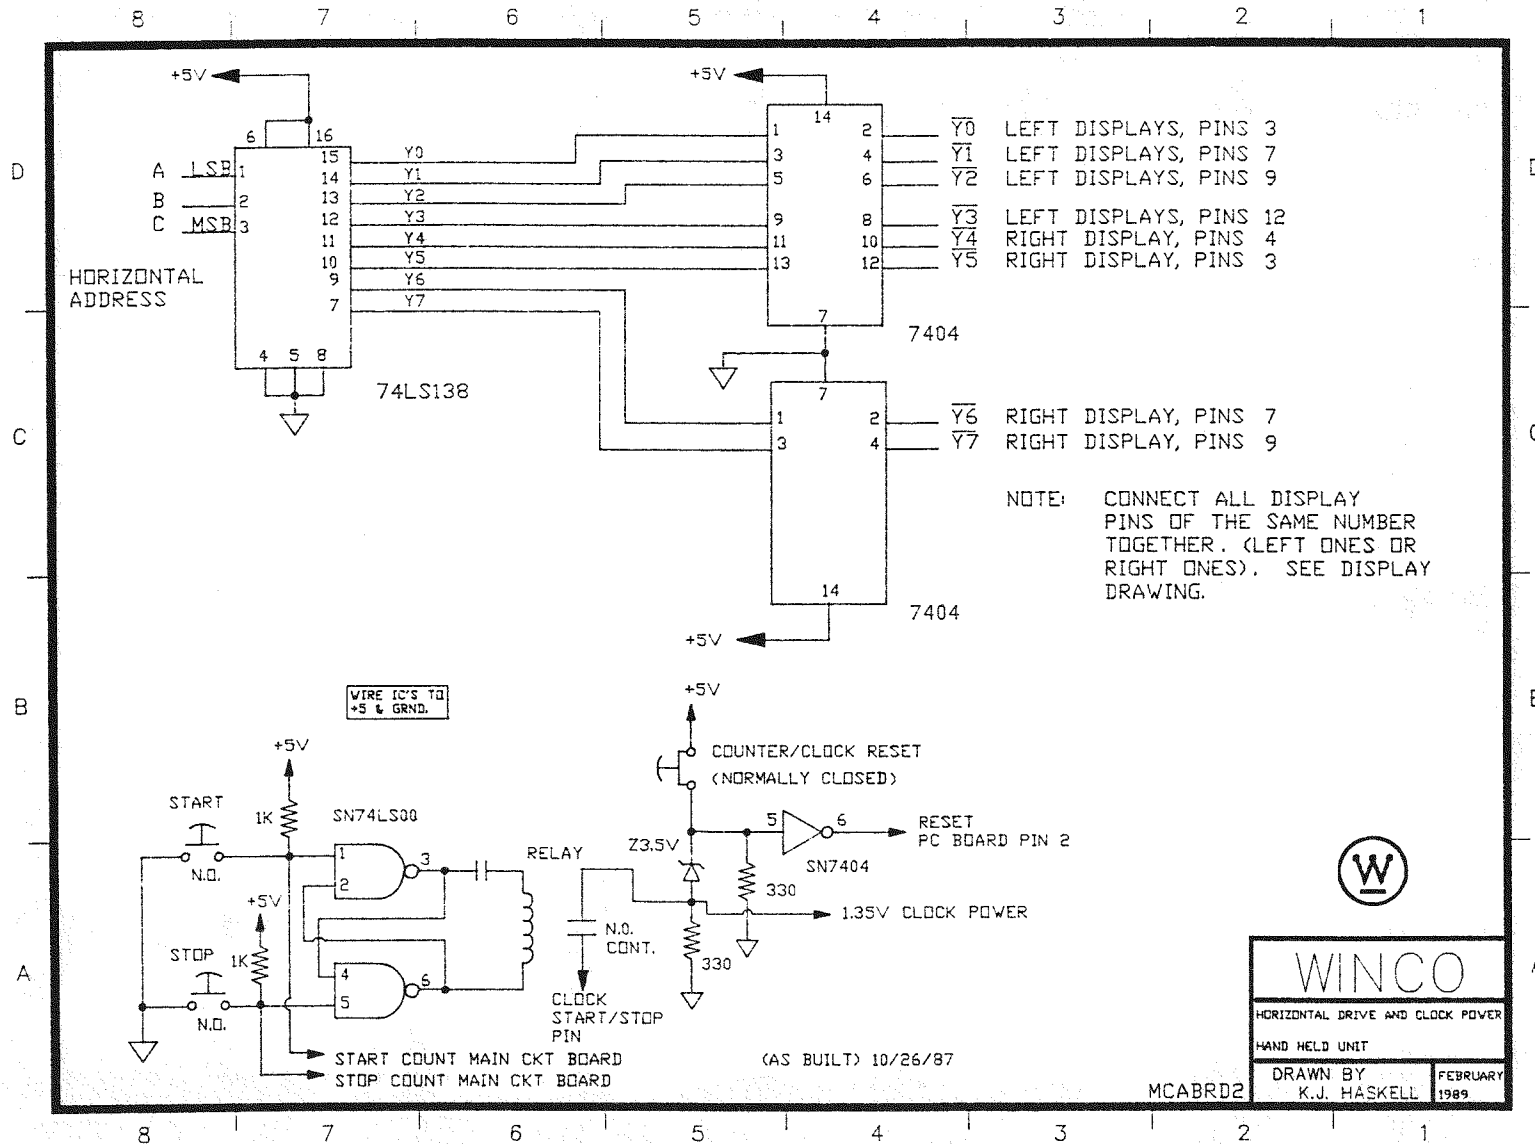 8 7 6 5 4 3 2 1
D
C
B
A
+5V
6 16
A LSB 1
B 2
C MSB 3
HORIZONTAL
ADDRESS
15 Y0
14 Y1
13 Y2
12 Y3
11 Y4
10 Y5
9 Y6
7 Y7
4 5 8
74LS138
+5V
14
1 2
3 4
5 6
9 8
11 10
13 12
7
7404
Y0 LEFT DISPLAYS, PINS 3
Y1 LEFT DISPLAYS, PINS 7
Y2 LEFT DISPLAYS, PINS 9
Y3 LEFT DISPLAYS, PINS 12
Y4 RIGHT DISPLAY, PINS 4
Y5 RIGHT DISPLAY, PINS 3
7
1 2
3 4
14
7404
+5V
Y6 RIGHT DISPLAY, PINS 7
Y7 RIGHT DISPLAY, PINS 9
NOTE: CONNECT ALL DISPLAY
PINS OF THE SAME NUMBER
TOGETHER. (LEFT ONES OR
RIGHT ONES). SEE DISPLAY
DRAWING.
WIRE IC'S TO
+5 & GRND.
+5V
START
1K
N.O.
SN74LS00
1
2
3
+5V
STOP
1K
N.O.
4
5
6
RELAY
N.O.
CONT.
CLOCK
START/STOP
PIN
START COUNT MAIN CKT BOARD
STOP COUNT MAIN CKT BOARD
+5V
COUNTER/CLOCK RESET
(NORMALLY CLOSED)
5 6
RESET
PC BOARD PIN 2
Z3.5V
SN7404
330
1.35V CLOCK POWER
330
(AS BUILT) 10/26/87
MCABRD2
W
WINCO
HORIZONTAL DRIVE AND CLOCK POWER
HAND HELD UNIT
DRAWN BY
K.J. HASKELL
FEBRUARY
1989
8 7 6 5 4 3 2 1